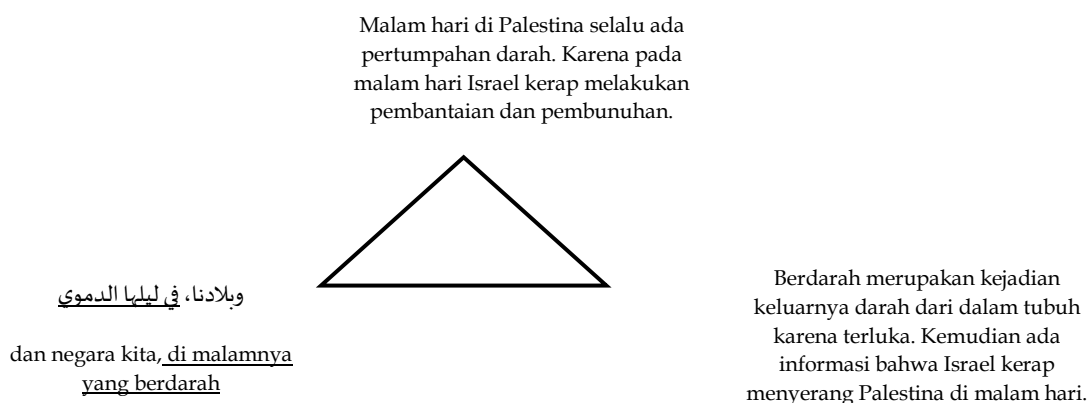 Malam hari di Palestina selalu ada
pertumpahan darah. Karena pada
malam hari Israel kerap melakukan
pembantaian dan pembunuhan.
وبلادنا، في ليلها الدموي
dan negara kita, di malamnya
yang berdarah
Berdarah merupakan kejadian
keluarnya darah dari dalam tubuh
karena terluka. Kemudian ada
informasi bahwa Israel kerap
menyerang Palestina di malam hari.